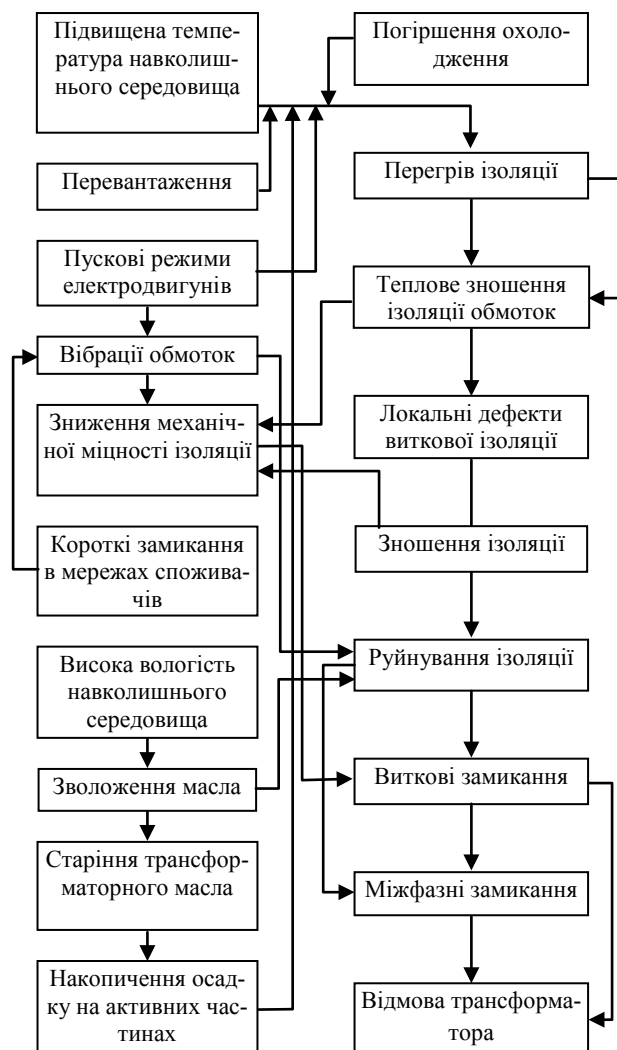 Підвищена темпе-
ратура навколиш-
нього середовища
Погіршення охоло-
дження
Перевантаження
Перегрів ізоляції
Пускові режими
електродвигунів
Теплове зношення
ізоляції обмоток
Вібрації обмоток
Зниження механіч-
ної міцності ізоляції
Локальні дефекти
виткової ізоляції
Короткі замикання
в мережах спожива-
чів
Зношення ізоляції
Висока вологість
навколишнього
середовища
Руйнування ізоляції
Зволоження масла
Виткові замикання
Старіння трансфор-
маторного масла
Міжфазні замикання
Накопичення осад-
ку на активних час-
тинах
Відмова трансформа-
тора